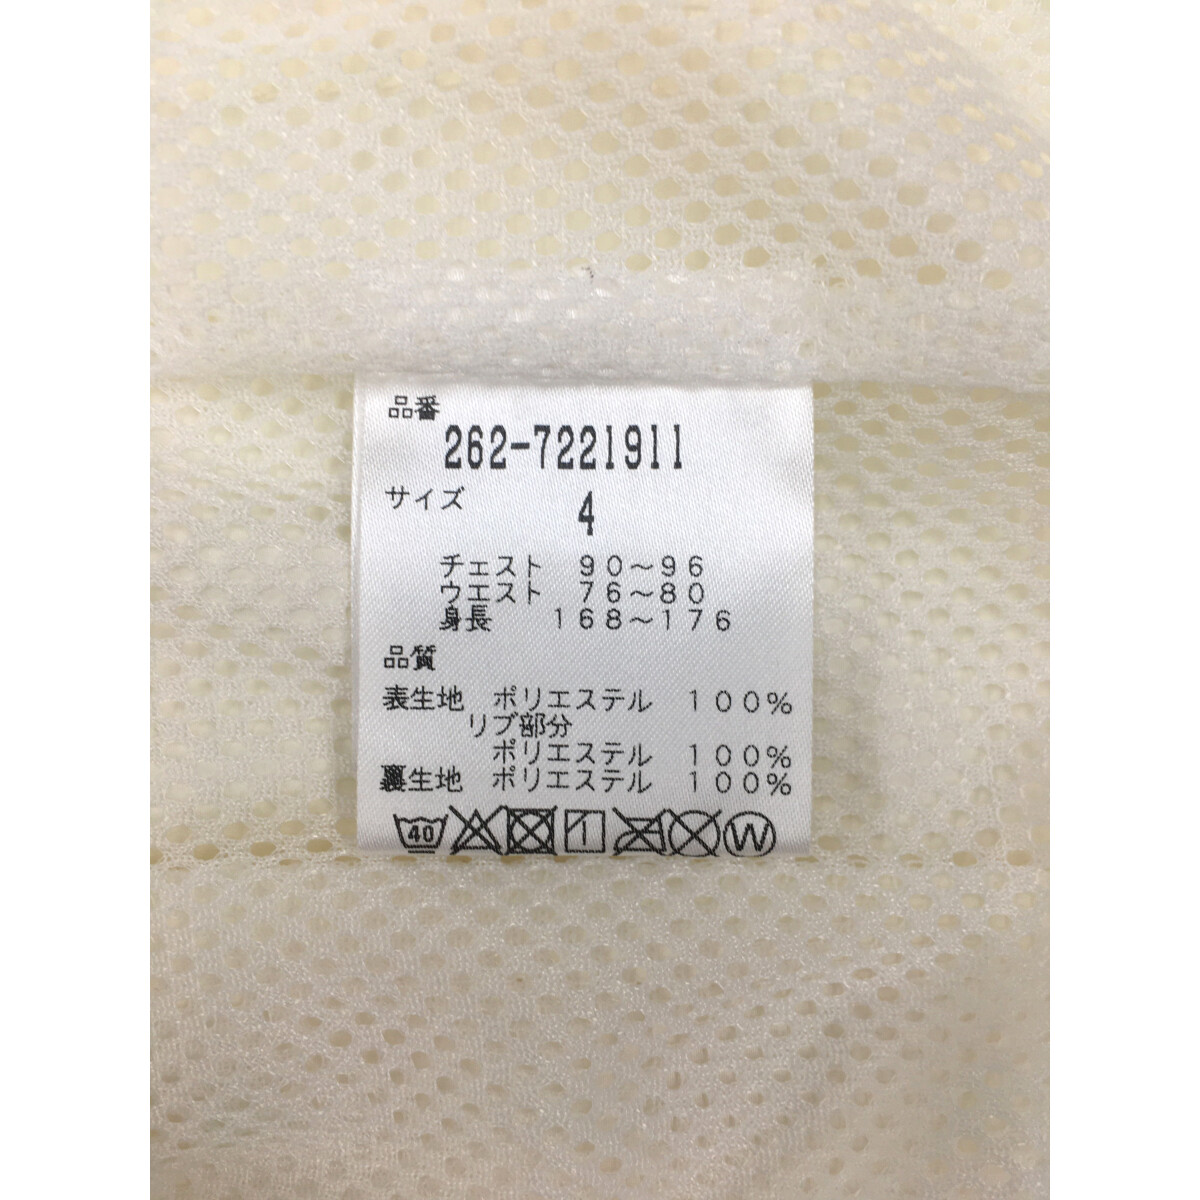 品番
262-7221911
サイズ 4
チェスト 90～96
ウエスト 76～80
身長 168～176
品質
表生地 ポリエステル 100%
リブ部分
ポリエステル 100%
裏生地 ポリエステル 100%
40 W